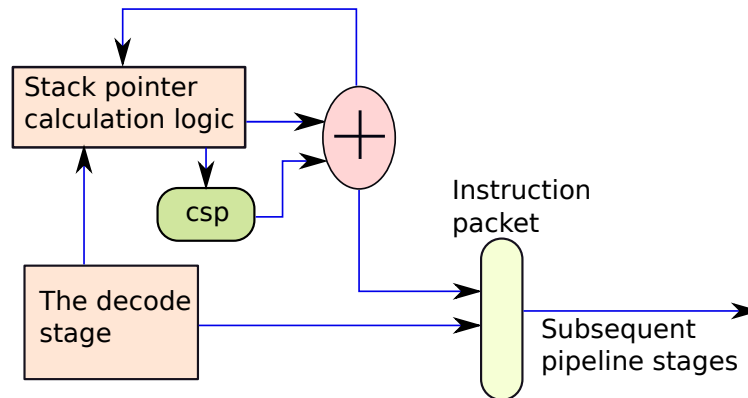 Stack pointer
calculation logic
csp
Instruction
packet
The decode
stage
Subsequent
pipeline stages